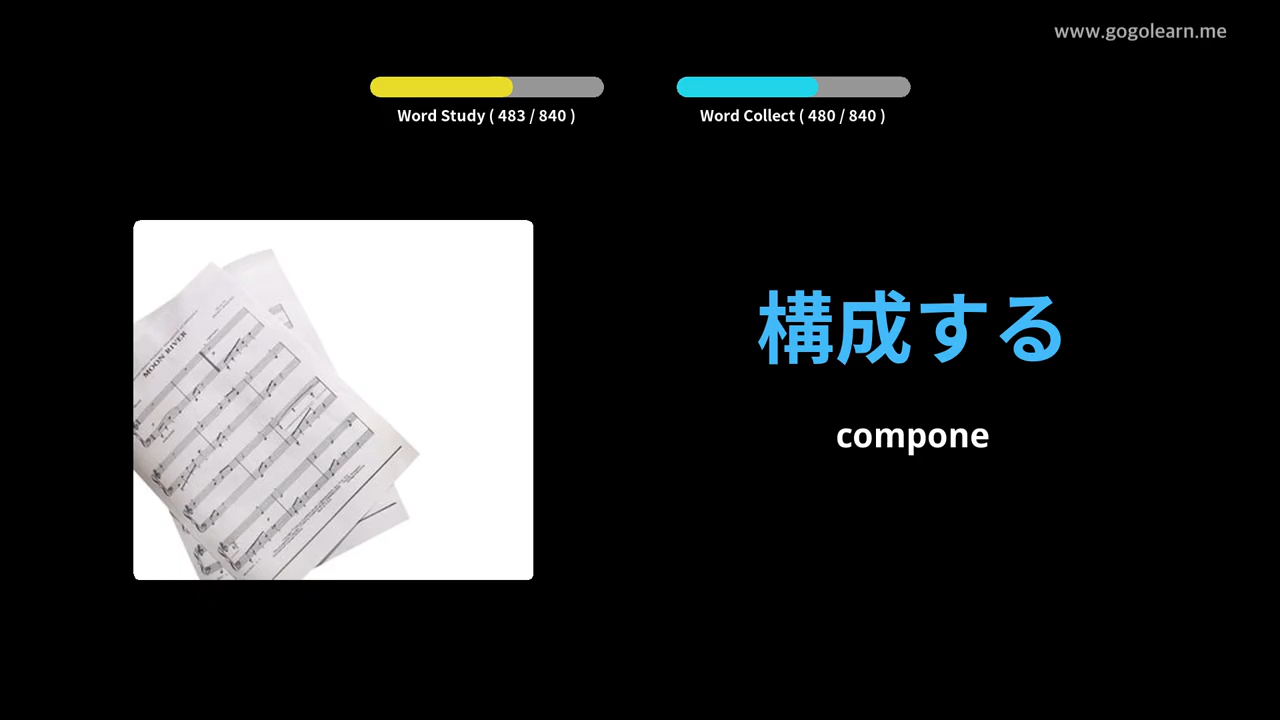 www.gogolearn.me
Word Study ( 483 / 840 )
Word Collect ( 480 / 840 )
MOON RIVER
構成する
compone